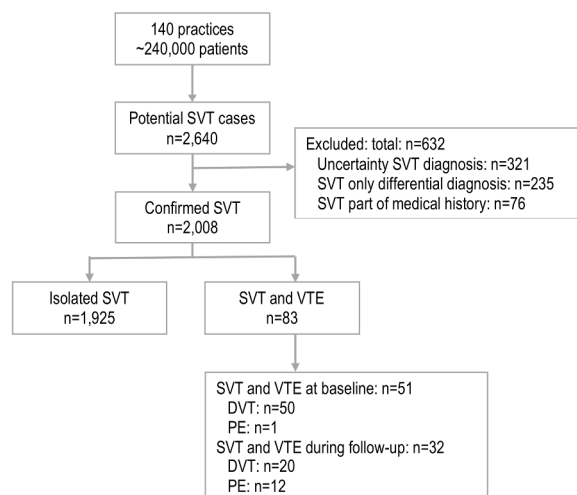 140 practices
~240,000 patients
Potential SVT cases
n=2,640
Excluded: total: n=632
Uncertainty SVT diagnosis: n=321
SVT only differential diagnosis: n=235
SVT part of medical history: n=76
Confirmed SVT
n=2,008
Isolated SVT
n=1,925
SVT and VTE
n=83
SVT and VTE at baseline: n=51
DVT: n=50
PE: n=1
SVT and VTE during follow-up: n=32
DVT: n=20
PE: n=12